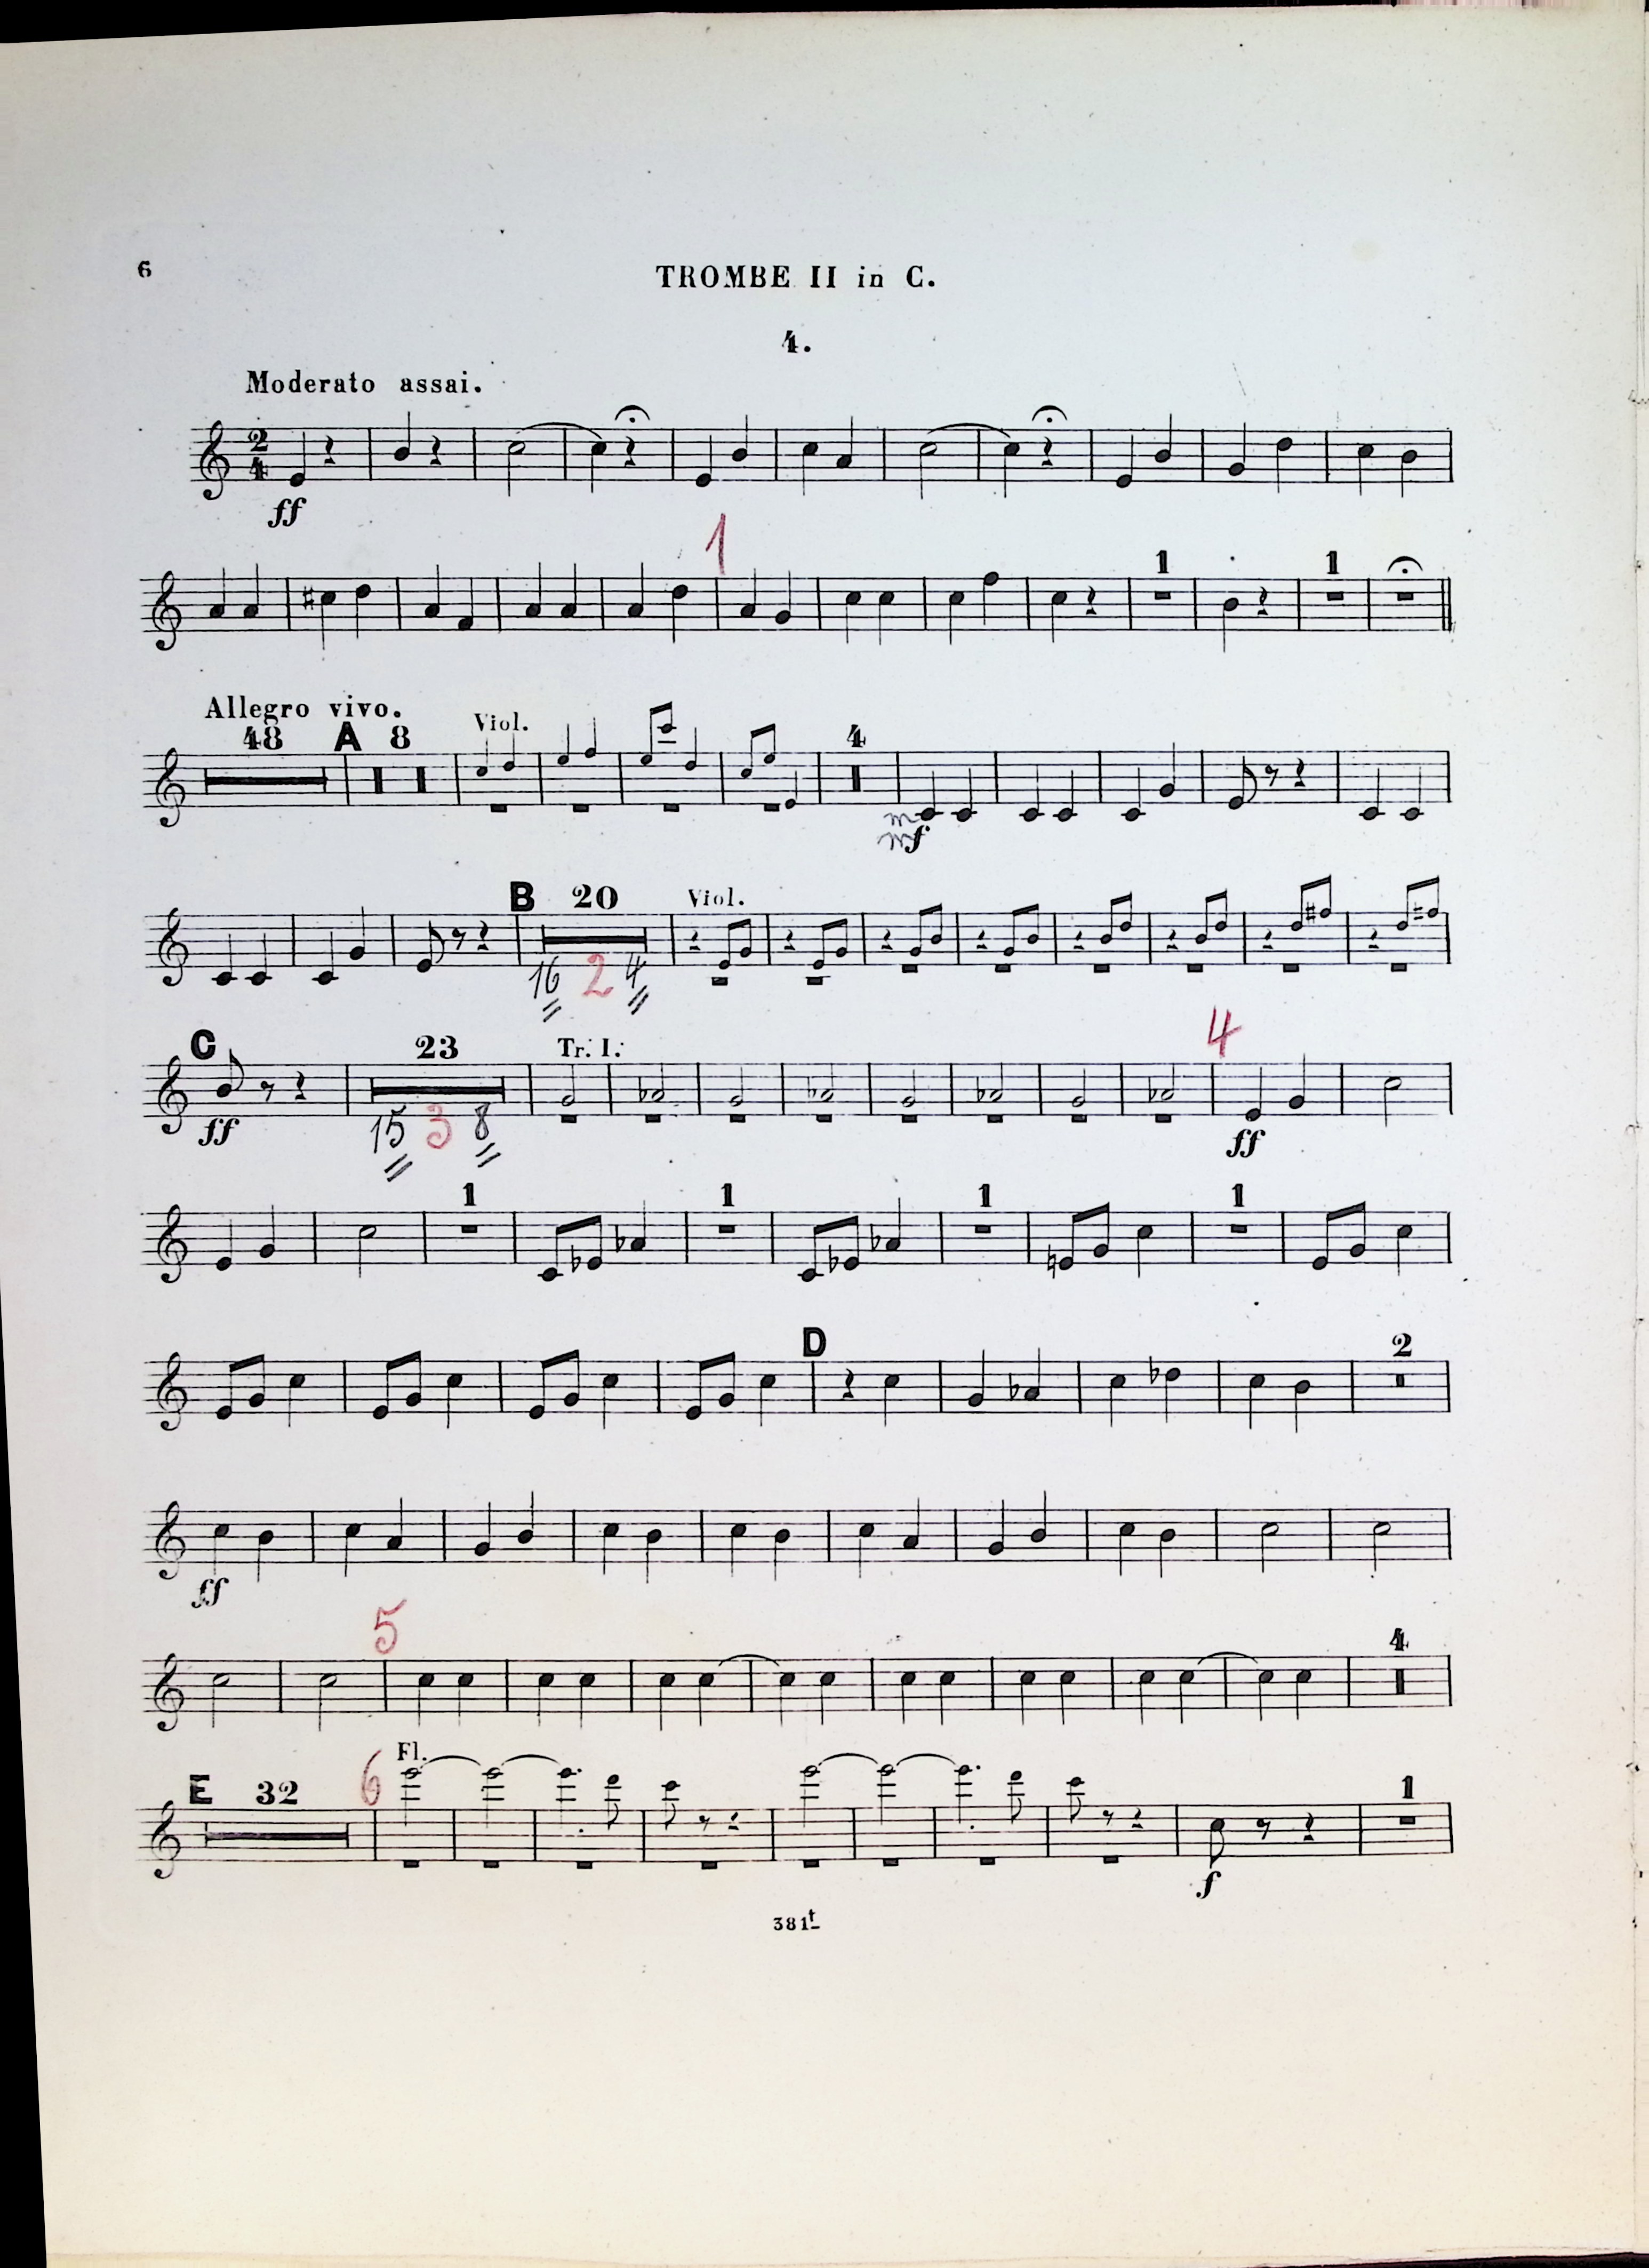 6
TROMBE II in C.
4.
Moderato assai.
2
4
ff
1
1
1
Allegro vivo.
48 A 8 Viol. 4
m
mf
B 20 Viol.
16 2 4
C 23 Tr. I. 4
ff 15 3 8 ff
1 1 1 1
D 2
ff
5 4
E 32 6 Fl. 1
f
381t